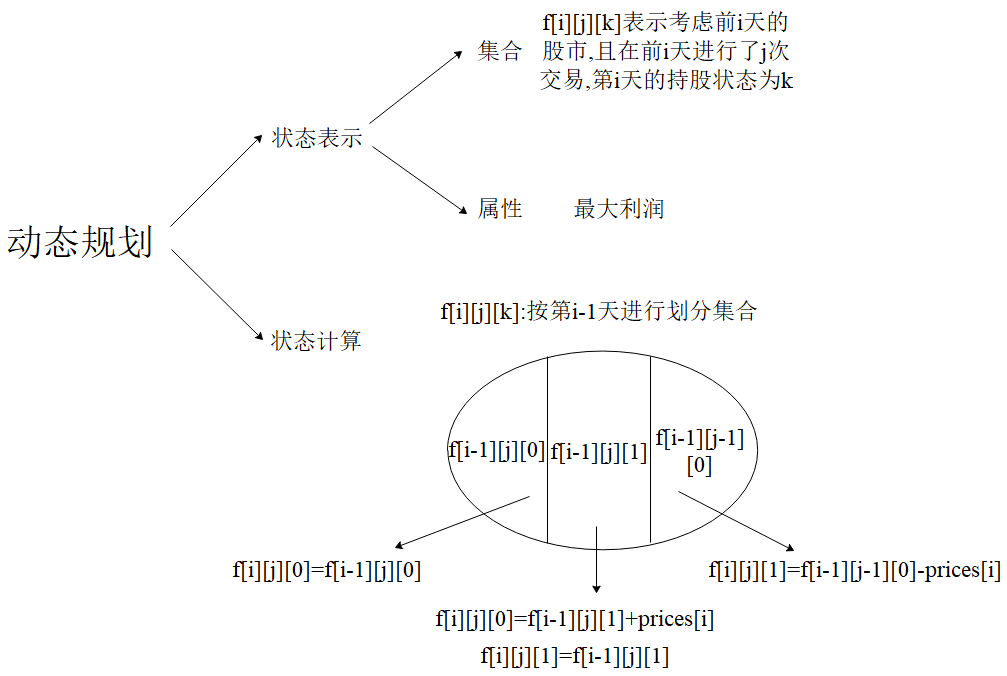 集合
f[i][j][k]表示考虑前i天的
股市,且在前i天进行了j次
交易,第i天的持股状态为k
状态表示
属性
最大利润
动态规划
f[i][j][k]:按第i-1天进行划分集合
状态计算
f[i-1][j][0]
f[i-1][j][1]
f[i-1][j-1]
[0]
f[i][j][0]=f[i-1][j][0]
f[i][j][1]=f[i-1][j-1][0]-prices[i]
f[i][j][0]=f[i-1][j][1]+prices[i]
f[i][j][1]=f[i-1][j][1]